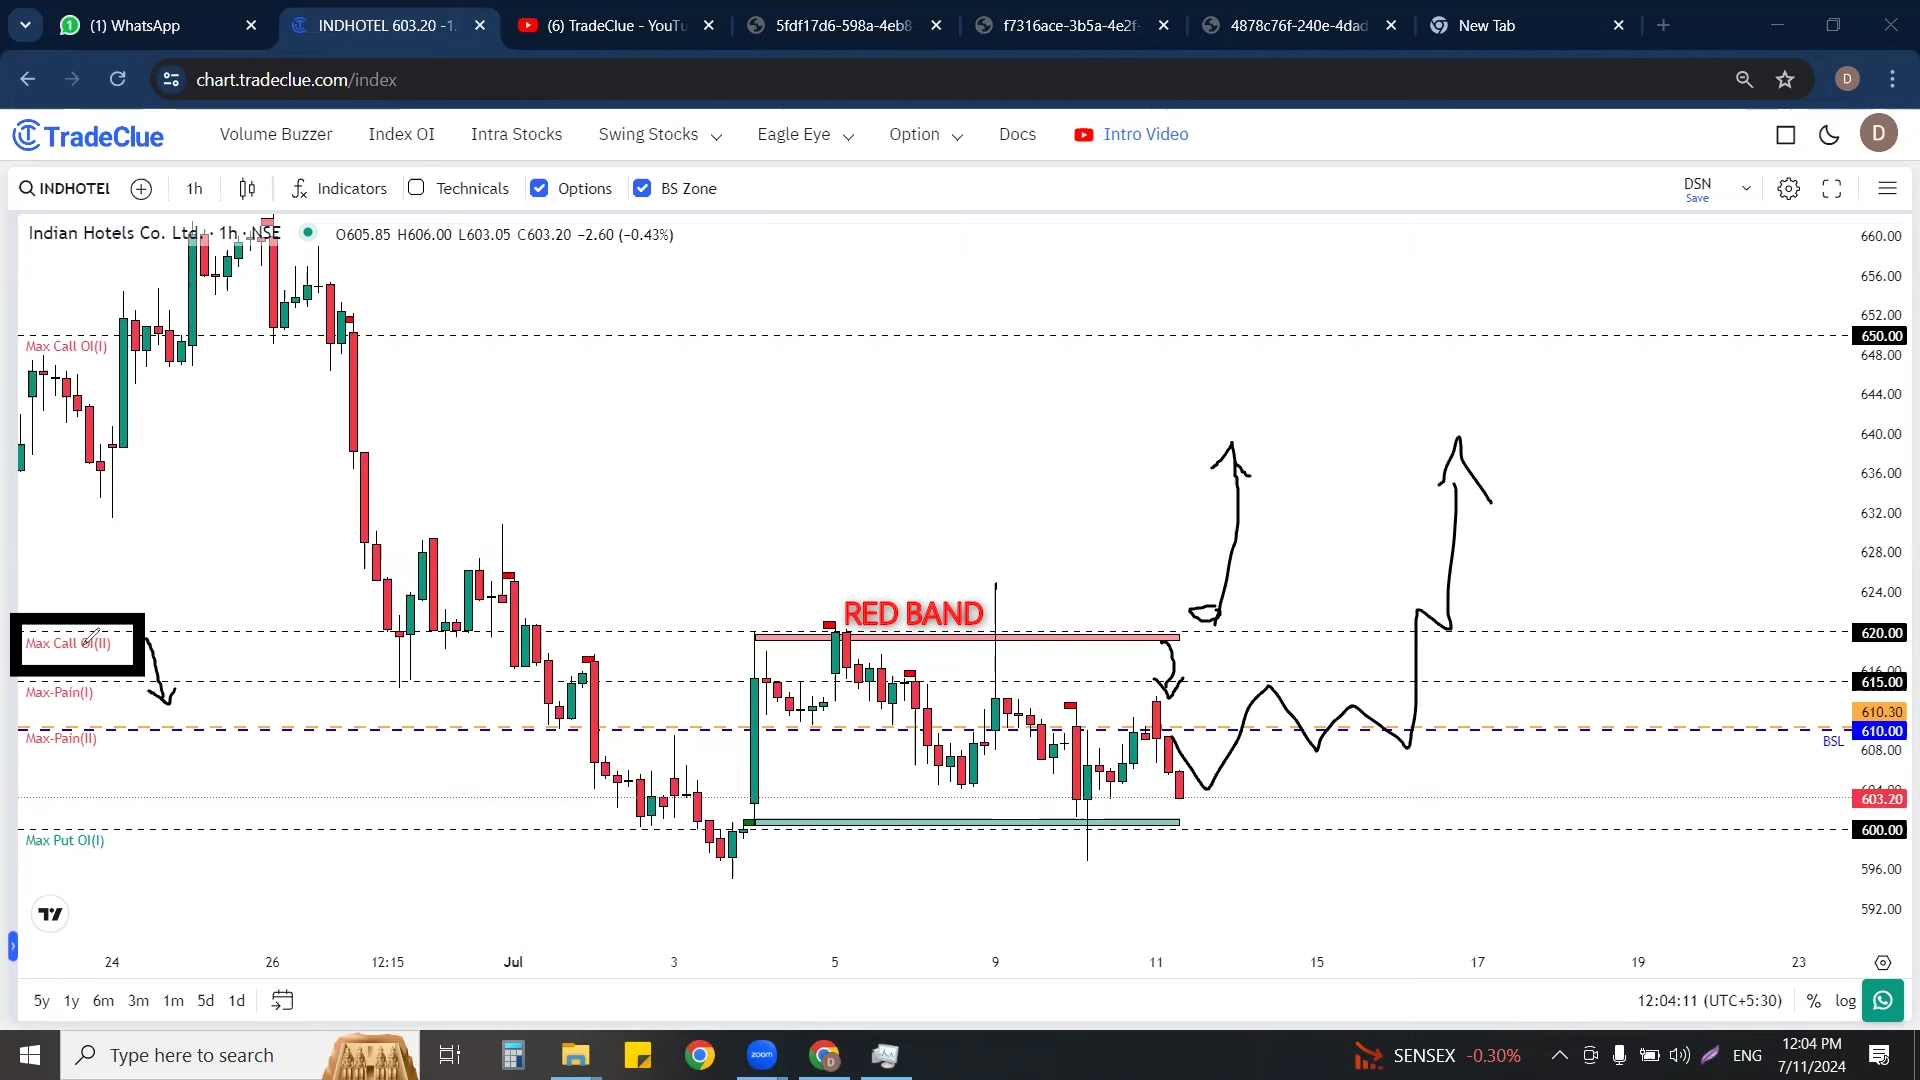 (1) WhatsApp
INDHOTEL 603.20 -1.
(6) TradeClue - YouTu
5fdf17d6-598a-4eb8
f7316ace-3b5a-4e2f-
4878c76f-240e-4dad
New Tab
chart.tradeclue.com/index
D
TradeClue
Volume Buzzer
Index OI
Intra Stocks
Swing Stocks
Eagle Eye
Option
Docs
Intro Video
D
INDHOTEL
1h
Indicators
Technicals
Options
BS Zone
DSN
Save
Indian Hotels Co. Ltd. · 1h · NSE
O605.85 H606.00 L603.05 C603.20 −2.60 (−0.43%)
660.00
656.00
652.00
650.00
Max Call OI(I)
648.00
644.00
640.00
636.00
632.00
628.00
624.00
RED BAND
620.00
Max Call OI(II)
616.00
615.00
Max-Pain(I)
610.30
610.00
Max-Pain(II)
BSL
608.00
603.20
600.00
Max Put OI(I)
596.00
592.00
24
26
12:15
Jul
3
5
9
11
15
17
19
23
5y
1y
6m
3m
1m
5d
1d
12:04:11 (UTC+5:30)
%
log
Type here to search
zoom
D
SENSEX -0.30%
ENG
12:04 PM
7/11/2024